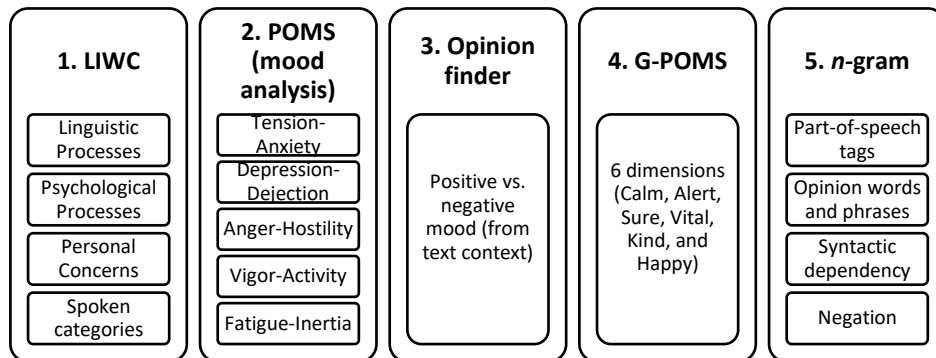 1. LIWC
Linguistic
Processes
Psychological
Processes
Personal
Concerns
Spoken
categories
2. POMS
(mood
analysis)
Tension-
Anxiety
Depression-
Dejection
Anger-Hostility
Vigor-Activity
Fatigue-Inertia
3. Opinion
finder
Positive vs.
negative
mood (from
text context)
4. G-POMS
6 dimensions
(Calm, Alert,
Sure, Vital,
Kind, and
Happy)
5. n-gram
Part-of-speech
tags
Opinion words
and phrases
Syntactic
dependency
Negation